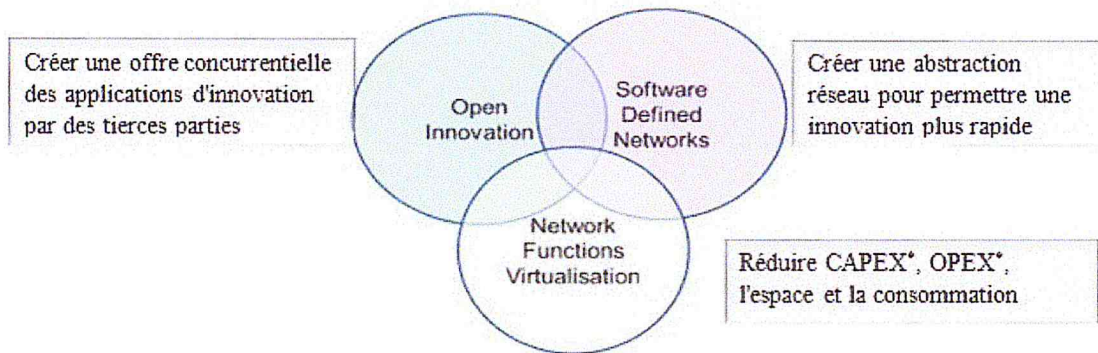 Créer une offre concurrentielle
des applications d'innovation
par des tierces parties
Open
Innovation
Software
Defined
Networks
Créer une abstraction
réseau pour permettre une
innovation plus rapide
Network
Functions
Virtualisation
Réduire CAPEX*, OPEX*,
l'espace et la consommation